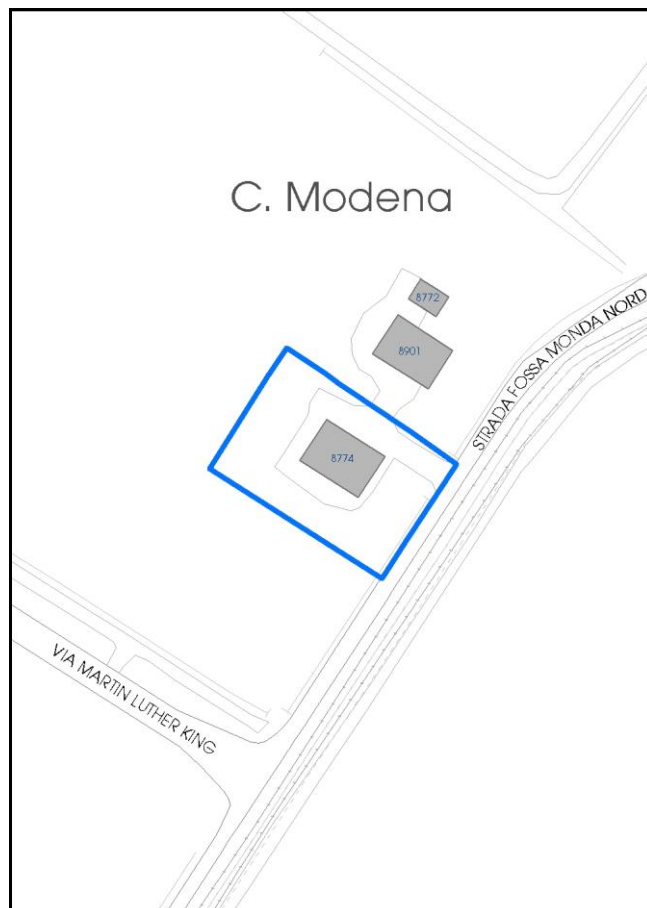 C. Modena
8772
8901
STRADA FOSSA MONDA NORD
8774
VIA MARTIN LUTHER KING